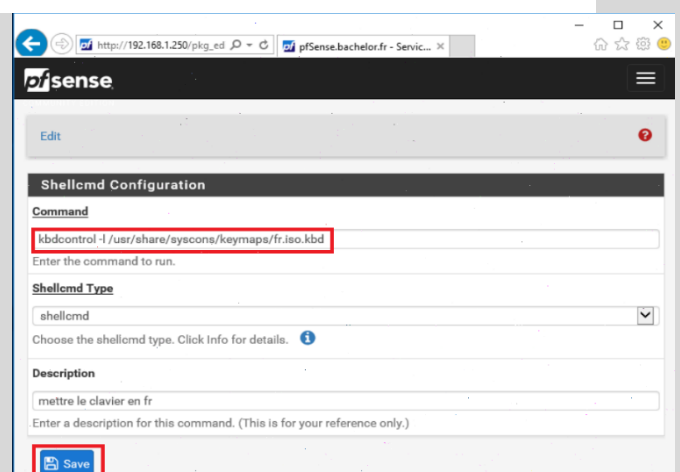 http://192.168.1.250/pkg_ed
pfSense.bachelor.fr - Servic...
pfsense
Edit
Shellcmd Configuration
Command
kbdcontrol -l /usr/share/syscons/keymaps/fr.iso.kbd
Enter the command to run.
Shellcmd Type
shellcmd
Choose the shellcmd type. Click Info for details.
Description
mettre le clavier en fr
Enter a description for this command. (This is for your reference only.)
Save